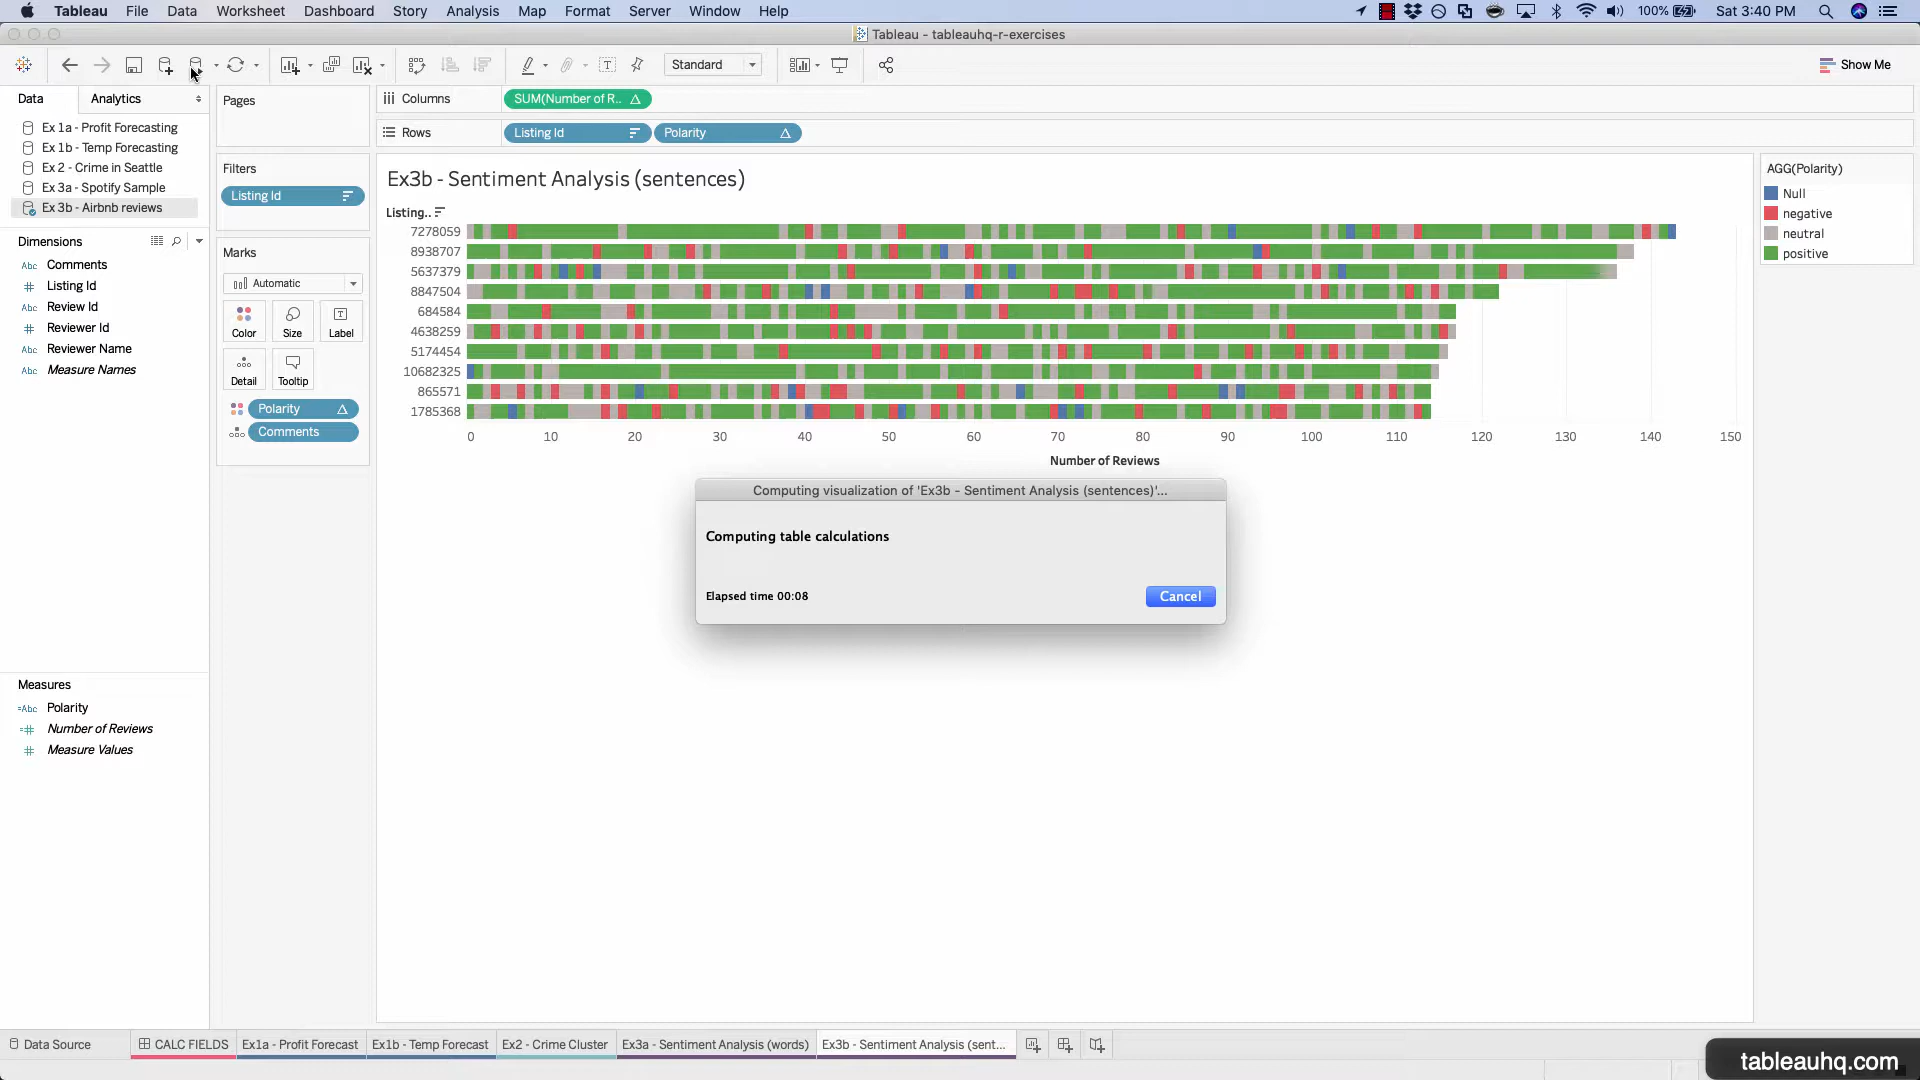 Tableau File Data Worksheet Dashboard Story Analysis Map Format Server Window Help 100% Sat 3:40 PM
Tableau - tableauhq-r-exercises
Standard Show Me
Data Analytics
Ex 1a - Profit Forecasting
Ex 1b - Temp Forecasting
Ex 2 - Crime in Seattle
Ex 3a - Spotify Sample
Ex 3b - Airbnb reviews
Dimensions
Abc Comments
# Listing Id
Abc Review Id
# Reviewer Id
Abc Reviewer Name
Abc Measure Names
Measures
=Abc Polarity
=# Number of Reviews
# Measure Values
Pages
Filters
Listing Id
Marks
Automatic
Color Size Label
Detail Tooltip
Polarity
Comments
Columns SUM(Number of R..
Rows Listing Id Polarity
Ex3b - Sentiment Analysis (sentences)
Listing..
7278059
8938707
5637379
8847504
684584
4638259
5174454
10682325
865571
1785368
0 10 20 30 40 50 60 70 80 90 100 110 120 130 140 150
Number of Reviews
Computing visualization of 'Ex3b - Sentiment Analysis (sentences)'...
Computing table calculations
Elapsed time 00:08 Cancel
AGG(Polarity)
Null
negative
neutral
positive
Data Source CALC FIELDS Ex1a - Profit Forecast Ex1b - Temp Forecast Ex2 - Crime Cluster Ex3a - Sentiment Analysis (words) Ex3b - Sentiment Analysis (sent...
tableauhq.com